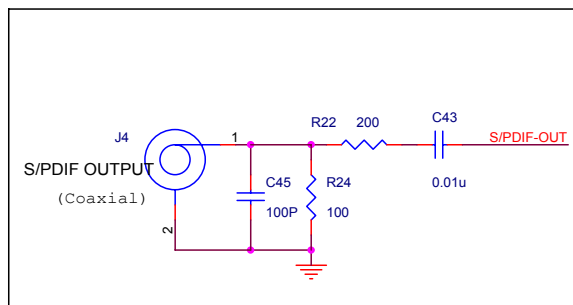 C43
R22 200
S/PDIF-OUT
J4
1
S/PDIF OUTPUT
(Coaxial)
C45
R24
0.01u
100P
100
2